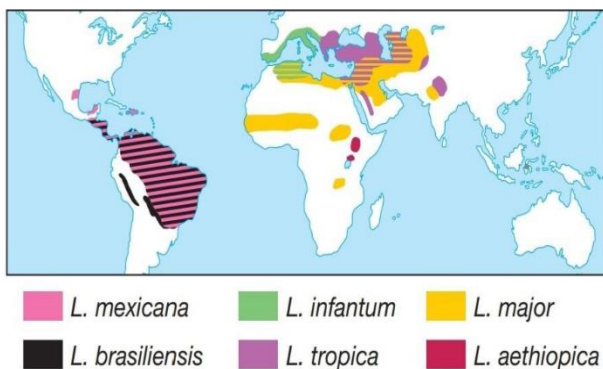 L. mexicana
L. infantum
L. major
L. brasiliensis
L. tropica
L. aethiopica